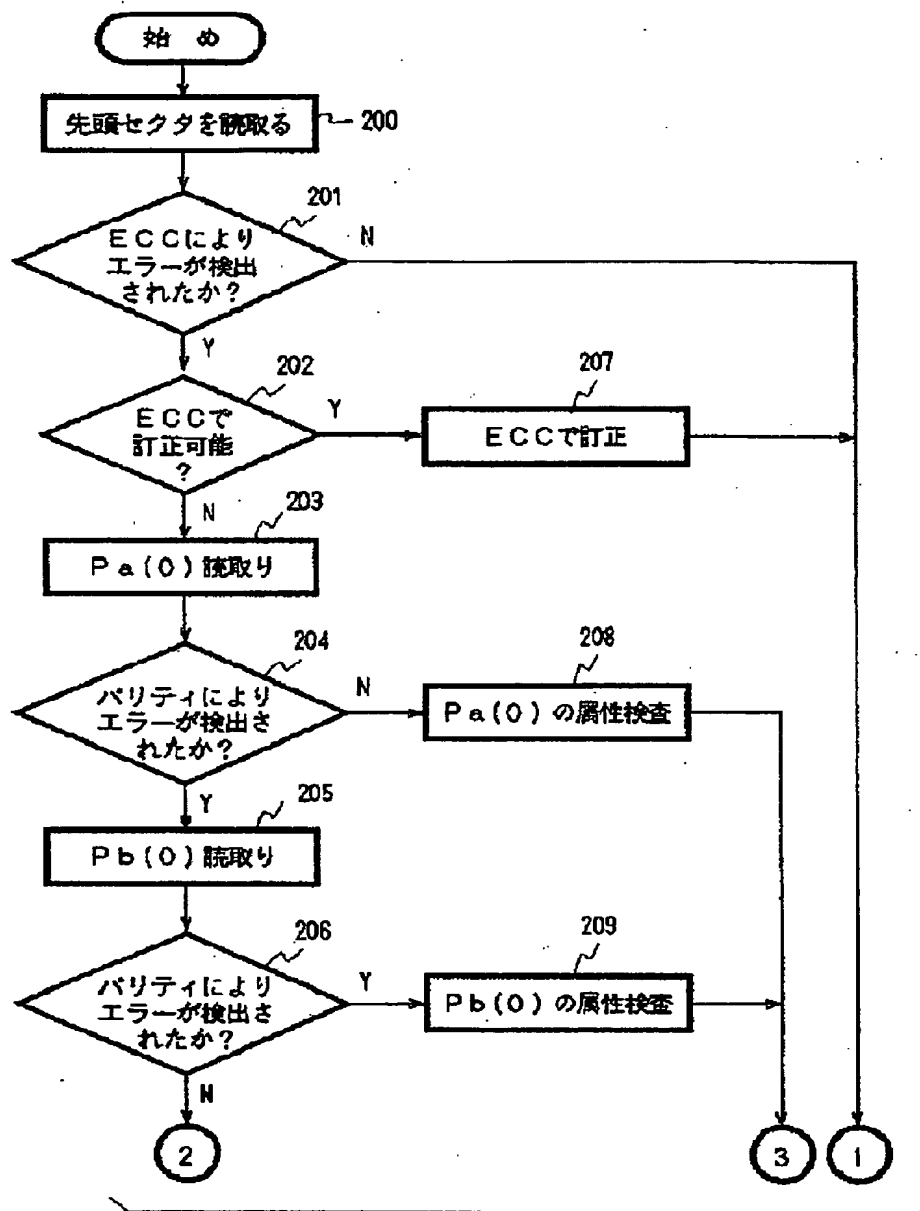 始め
先頭セクタを読取る
200
201
ECCにより
エラーが検出
されたか?
N
Y
202
ECCで
訂正可能
?
Y
207
ECCで訂正
N
203
Pa(0)読取り
204
パリティにより
エラーが検出さ
れたか?
N
208
Pa(0)の属性検査
Y
205
Pb(0)読取り
206
パリティにより
エラーが検出さ
れたか?
Y
209
Pb(0)の属性検査
N
2
3
1